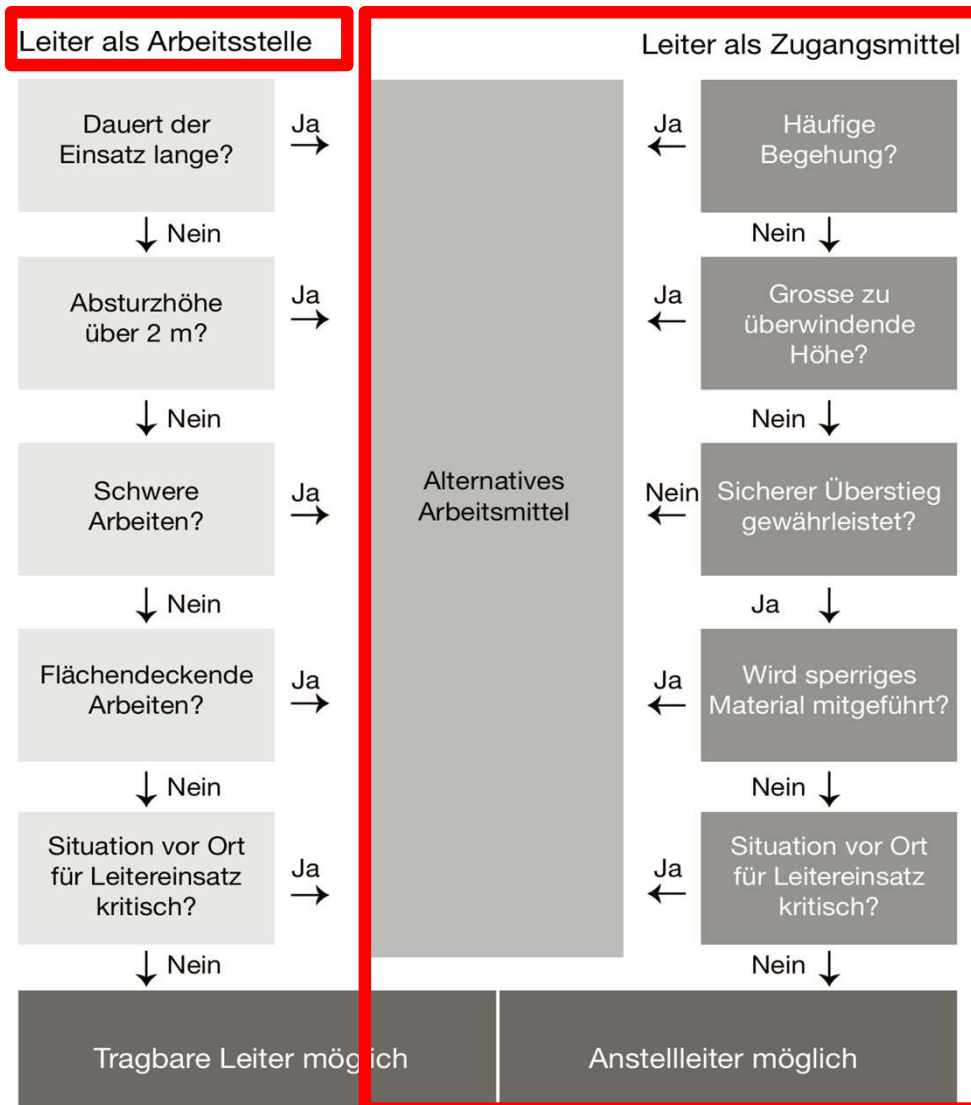 Leiter als Arbeitsstelle
Leiter als Zugangsmittel
Dauert der
Einsatz lange?
Ja
Ja
Häufige
Begehung?
Nein
Nein
Absturzhöhe
über 2 m?
Ja
Ja
Grosse zu
überwindende
Höhe?
Nein
Nein
Schwere
Arbeiten?
Ja
Alternatives
Arbeitsmittel
Nein
Sicherer Überstieg
gewährleistet?
Nein
Ja
Flächendeckende
Arbeiten?
Ja
Ja
Wird sperriges
Material mitgeführt?
Nein
Nein
Situation vor Ort
für Leitereinsatz
kritisch?
Ja
Ja
Situation vor Ort
für Leitereinsatz
kritisch?
Nein
Nein
Tragbare Leiter möglich
Anstellleiter möglich